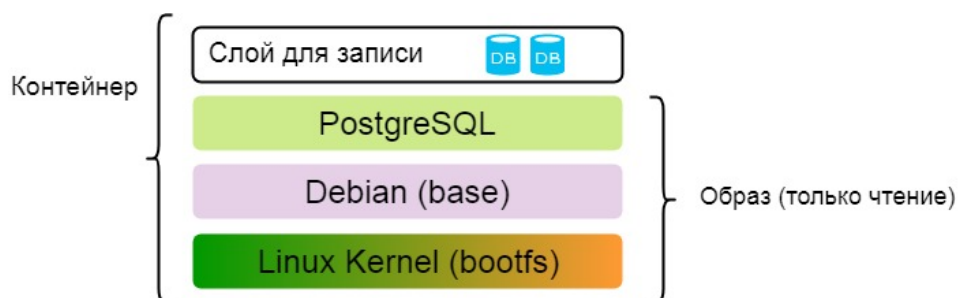 Слой для записи
DB DB
Контейнер
PostgreSQL
Debian (base)
Образ (только чтение)
Linux Kernel (bootfs)